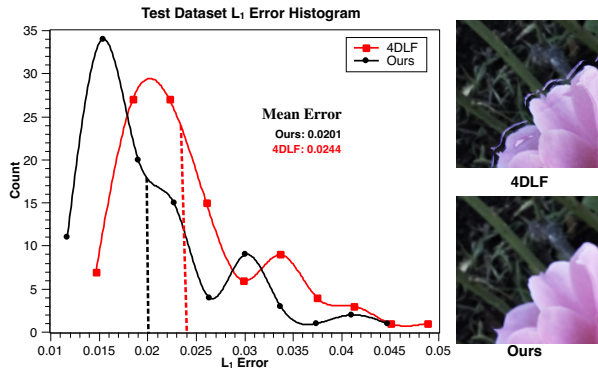 Test Dataset L₁ Error Histogram
35
30
25
20
15
10
5
0
Count
4DLF
Ours
Mean Error
Ours: 0.0201
4DLF: 0.0244
0.01 0.015 0.02 0.025 0.03 0.035 0.04 0.045 0.05
L₁ Error
4DLF
Ours